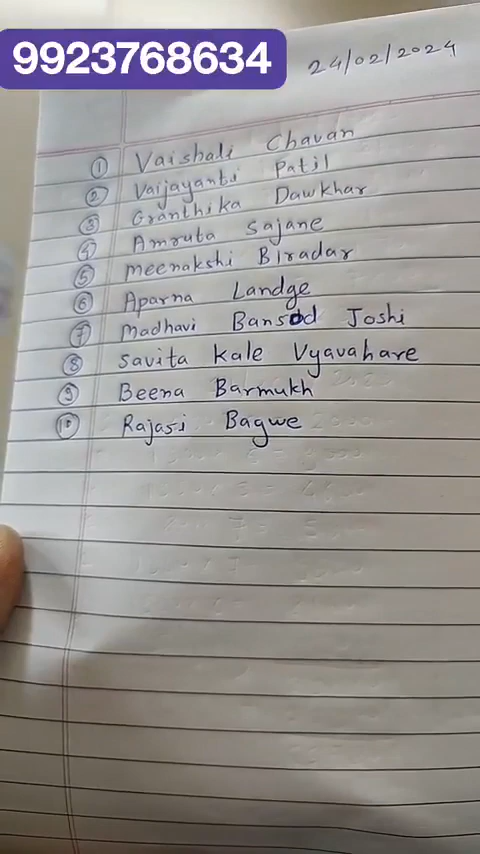 9923768634
24/02/2024
① Vaishali Chavan
② Vaijayanti Patil
③ Granthika Dawkhar
④ Amruta Sajane
⑤ Meenakshi Biradar
⑥ Aparna Landge
⑦ Madhavi Bansod Joshi
⑧ Savita Kale Vyavahare
⑨ Beena Barmukh
⑩ Rajasi Bagwe